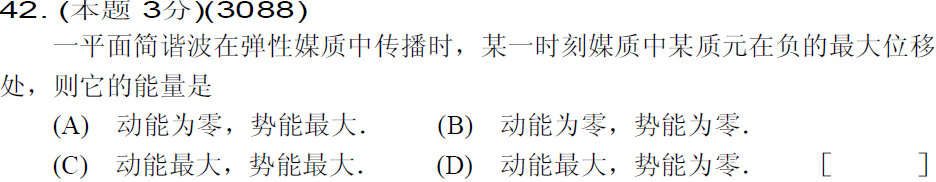 42. (本题 3分)(3088)
一平面简谐波在弹性媒质中传播时，某一时刻媒质中某质元在负的最大位移
处，则它的能量是
(A) 动能为零，势能最大. (B) 动能为零，势能为零.
(C) 动能最大，势能最大. (D) 动能最大，势能为零. [ ]